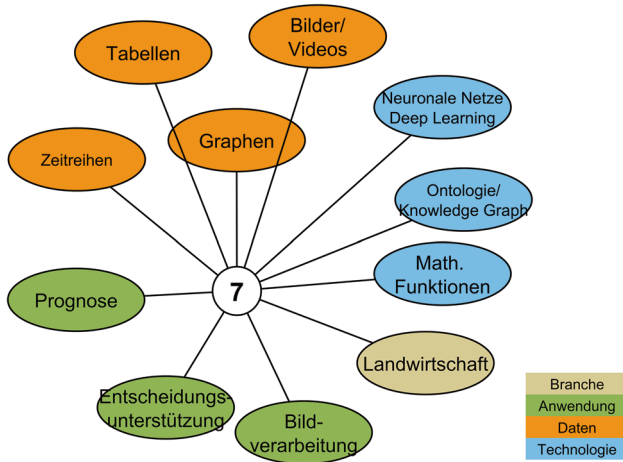 Bilder/
Videos
Tabellen
Neuronale Netze
Deep Learning
Graphen
Zeitreihen
Ontologie/
Knowledge Graph
Math.
Funktionen
7
Prognose
Landwirtschaft
Entscheidungs-
unterstützung
Bild-
verarbeitung
Branche
Anwendung
Daten
Technologie